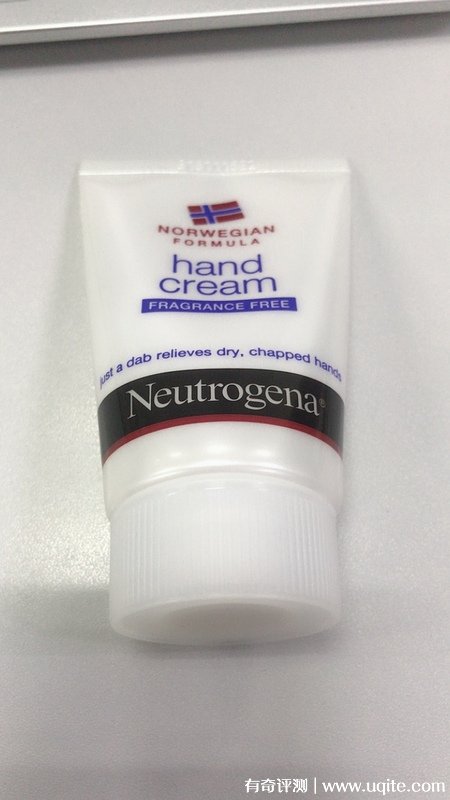 NORWEGIAN
FORMULA
hand
cream
FRAGRANCE FREE
just a dab relieves dry, chapped hands
Neutrogena®
有奇评测 | www.uqite.com